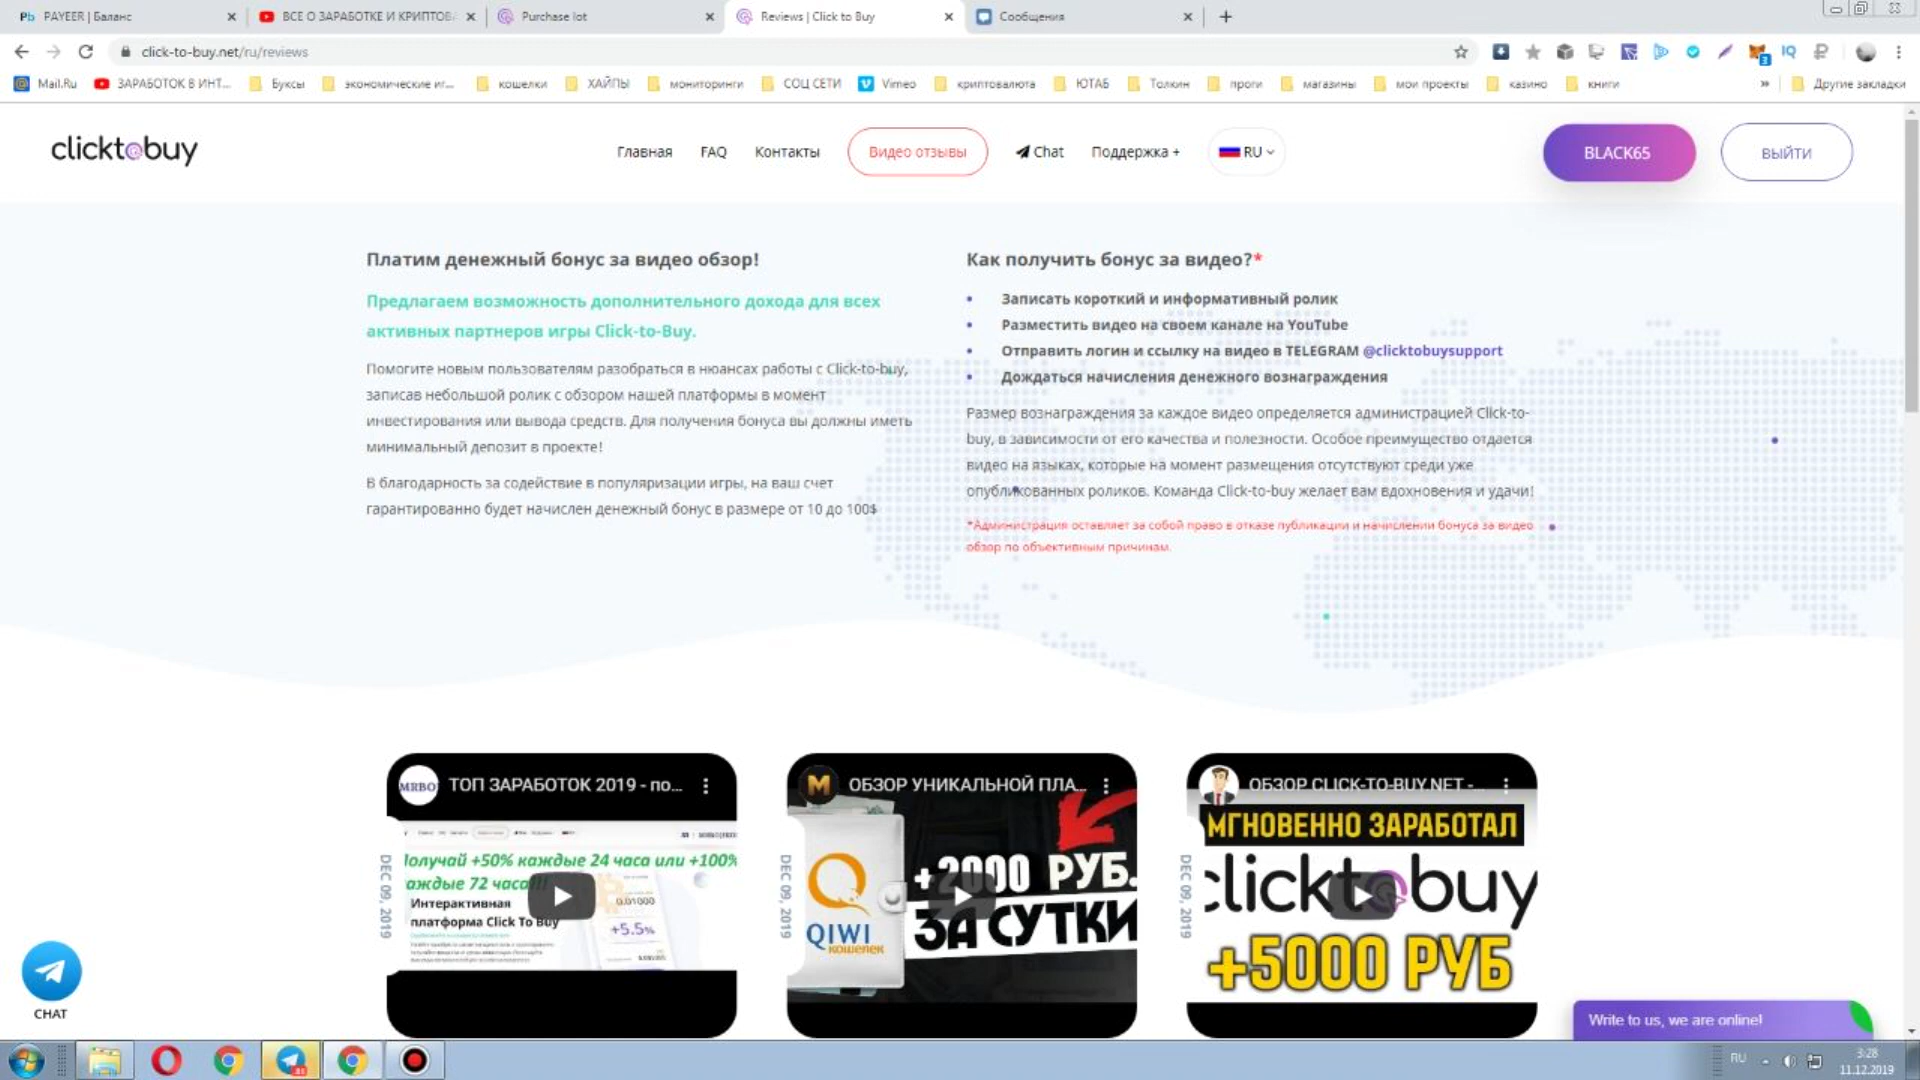 PAYEER | Баланс
ВСЕ О ЗАРАБОТКЕ И КРИПТОВ
Purchase lot
Reviews | Click to Buy
Сообщения
click-to-buy.net/ru/reviews
Mail.Ru
ЗАРАБОТОК В ИНТ...
Буксы
экономические иг...
кошелки
ХАЙПЫ
мониторинги
СОЦ СЕТИ
Vimeo
криптовалюта
ЮТАБ
Толкин
проги
магазины
мои проекты
казино
книги
Другие закладки
clicktobuy
Главная
FAQ
Контакты
Видео отзывы
Chat
Поддержка +
RU
BLACK65
ВЫЙТИ
Платим денежный бонус за видео обзор!
Предлагаем возможность дополнительного дохода для всех
активных партнеров игры Click-to-Buy.
Помогите новым пользователям разобраться в нюансах работы с Click-to-buy,
записав небольшой ролик с обзором нашей платформы в момент
инвестирования или вывода средств. Для получения бонуса вы должны иметь
минимальный депозит в проекте!
В благодарность за содействие в популяризации игры, на ваш счет
гарантированно будет начислен денежный бонус в размере от 10 до 100$
Как получить бонус за видео?*
Записать короткий и информативный ролик
Разместить видео на своем канале на YouTube
Отправить логин и ссылку на видео в TELEGRAM @clicktobuysupport
Дождаться начисления денежного вознаграждения
Размер вознаграждения за каждое видео определяется администрацией Click-to-
buy, в зависимости от его качества и полезности. Особое преимущество отдается
видео на языках, которые на момент размещения отсутствуют среди уже
опубликованных роликов. Команда Click-to-buy желает вам вдохновения и удачи!
*Администрация оставляет за собой право в отказе публикации и начислении бонуса за видео
обзор по объективным причинам.
MRBO
ТОП ЗАРАБОТОК 2019 - по...
олучай +50% каждые 24 часа или +100%
аждые 72 часа!!!
Интерактивная
платформа Click To Buy
0.01000
+5.5%
DEC 09, 2019
ОБЗОР УНИКАЛЬНОЙ ПЛА...
+2000 РУБ.
ЗА СУТКИ
QIWI
КОШЕЛЕК
DEC 09, 2019
ОБЗОР CLICK-TO-BUY.NET -...
МГНОВЕННО ЗАРАБОТАЛ
clicktobuy
+5000 РУБ
DEC 09, 2019
CHAT
Write to us, we are online!
RU
3:28
11.12.2019